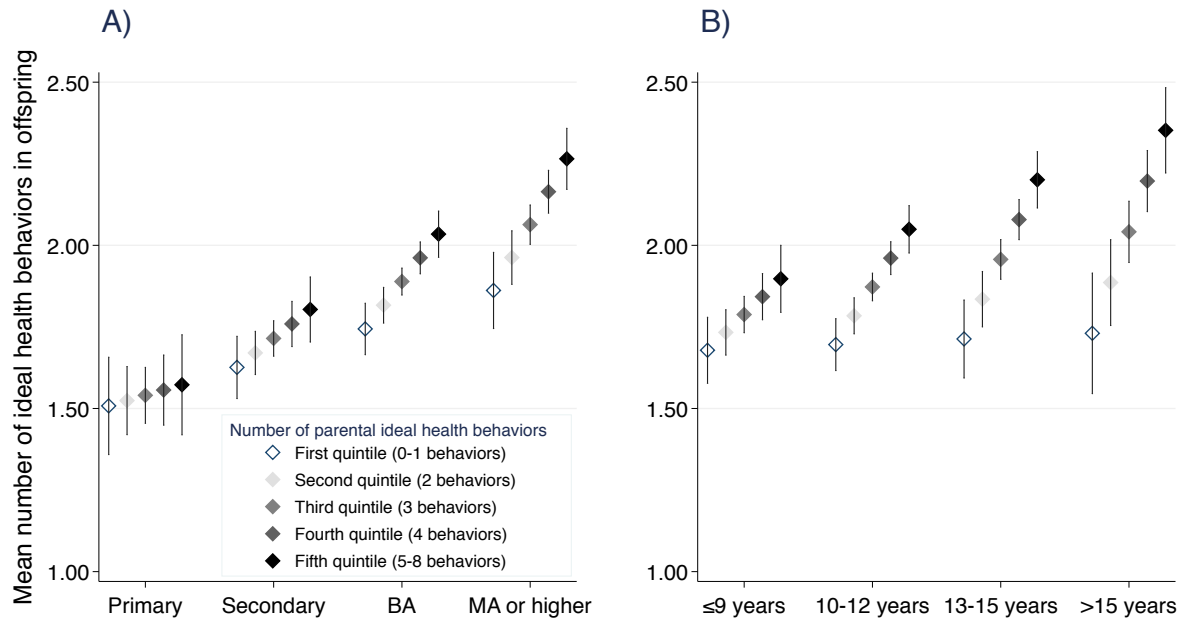 A)
Mean number of ideal health behaviors in offspring
2.50
2.00
1.50
1.00
Number of parental ideal health behaviors
First quintile (0-1 behaviors)
Second quintile (2 behaviors)
Third quintile (3 behaviors)
Fourth quintile (4 behaviors)
Fifth quintile (5-8 behaviors)
Primary
Secondary
BA
MA or higher
B)
2.50
2.00
1.50
1.00
≤9 years
10-12 years
13-15 years
>15 years